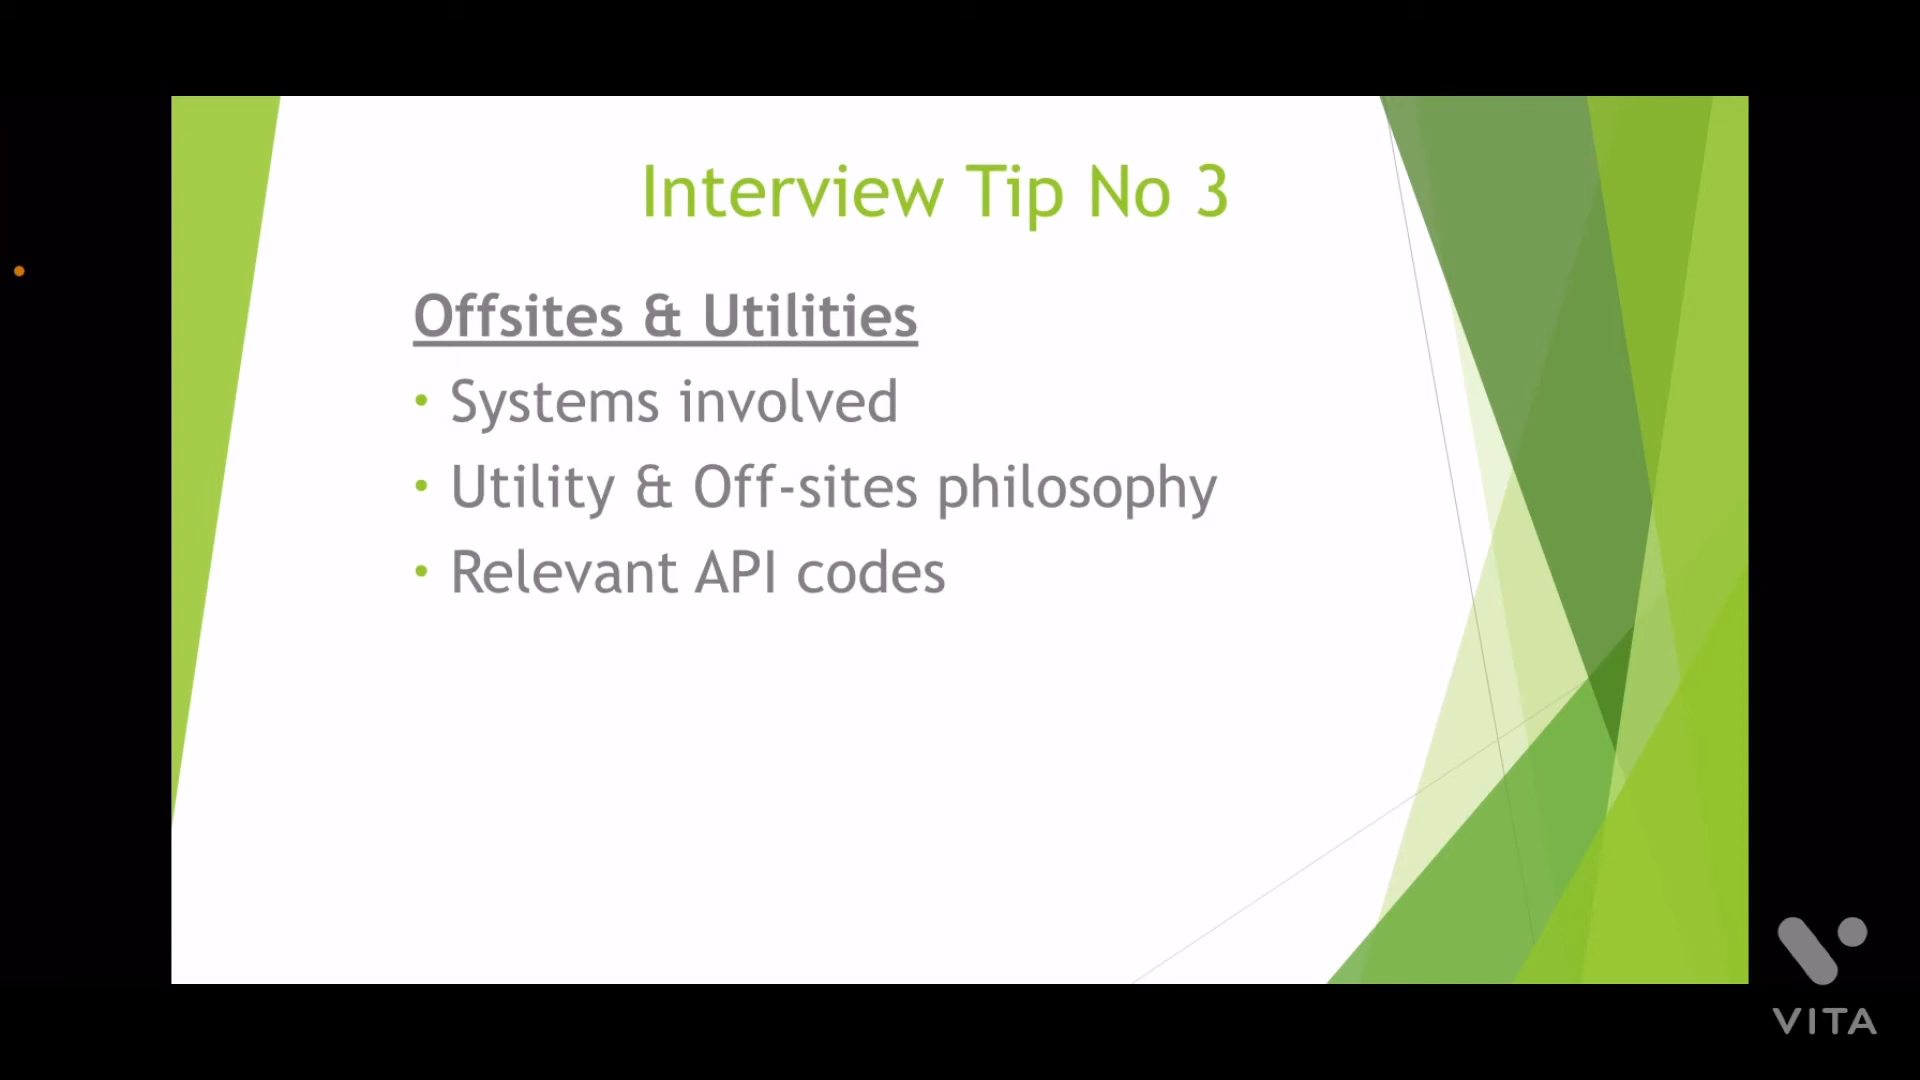 Interview Tip No 3
Offsites & Utilities
• Systems involved
• Utility & Off-sites philosophy
• Relevant API codes
VITA